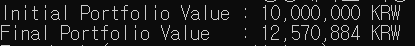 Initial Portfolio Value : 10,000,000 KRW
Final Portfolio Value  : 12,570,884 KRW